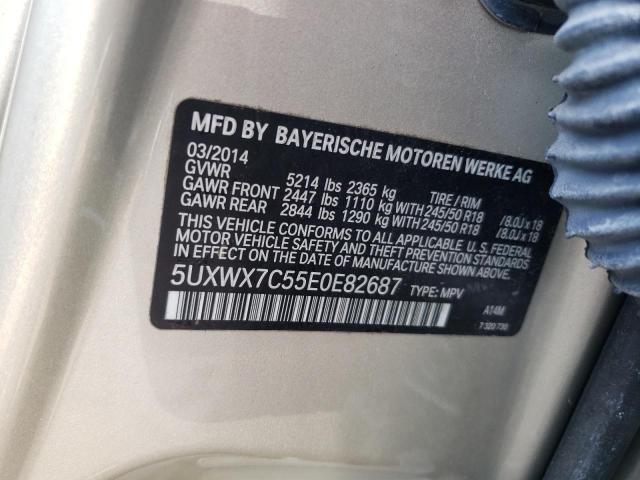 MFD BY BAYERISCHE MOTOREN WERKE AG
03/2014
GVWR 5214 lbs 2365 kg TIRE / RIM
GAWR FRONT 2447 lbs 1110 kg WITH 245/50 R18 /8.0J x 18
GAWR REAR 2844 lbs 1290 kg WITH 245/50 R18 /8.0J x 18
THIS VEHICLE CONFORMS TO ALL APPLICABLE U.S. FEDERAL
MOTOR VEHICLE SAFETY AND THEFT PREVENTION STANDARDS
IN EFFECT ON THE DATE OF MANUFACTURE SHOWN ABOVE.
5UXWX7C55E0E82687 TYPE: MPV
A14M
7 320 730